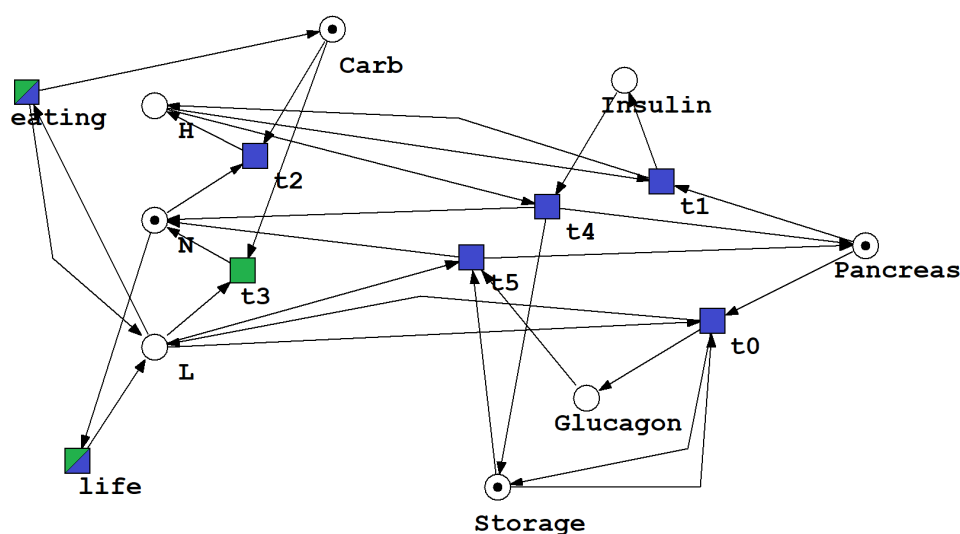 Carb
Insulin
eating
H
t2
t1
t4
N
Pancreas
t5
t3
t0
L
Glucagon
life
Storage